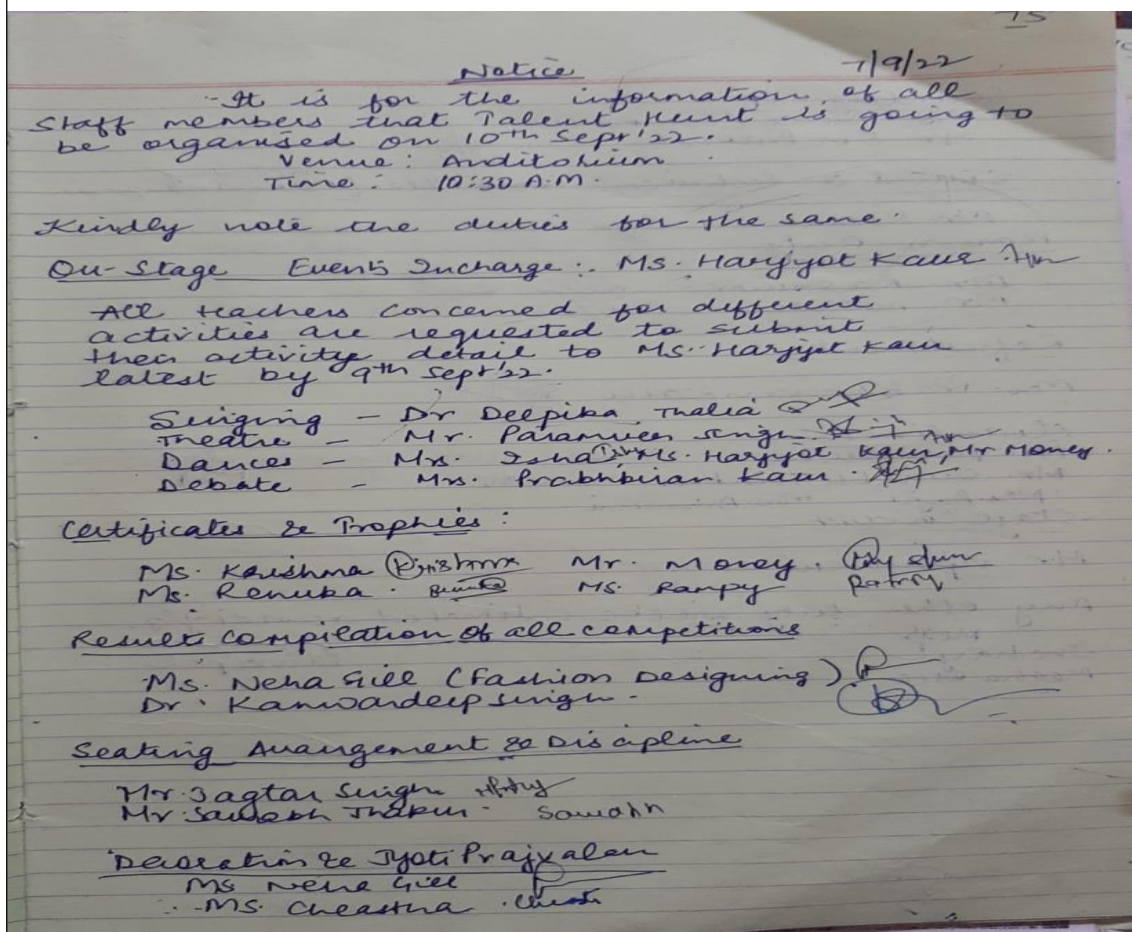 15
Notice 7/9/22
It is for the information of all
staff members that Talent Hunt is going to
be organised on 10th Sept'22.
Venue: Auditorium
Time: 10:30 A.M.
Kindly note the duties for the same.
On-Stage Events Incharge:. Ms. Harjyot Kaur
All teachers concerned for different
activities are requested to submit
their activity detail to Ms. Harjyot Kaur
latest by 9th Sept'22.
Singing - Dr Deepika Thalia
Theatre - Mr. Paramveer Singh
Dances - Mrs. Isha, Ms. Harjyot Kaur, Mr Money.
Debate - Mrs. Prabhkiran Kaur.
Certificates & Trophies:
Ms. Karishma Krishma Mr. Money.
Ms. Renuka. Renuka Ms. Rampy
Result compilation of all competitions
Ms. Neha Gill (Fashion Designing)
Dr. Kanwardeep Singh.
Seating Arrangement & Discipline
Mr. Jagtar Singh
Mr. Saurabh Thakur. Saurabh
Decoration & Jyoti Prajvalan
Ms Neha Gill
Ms. Cheastha.